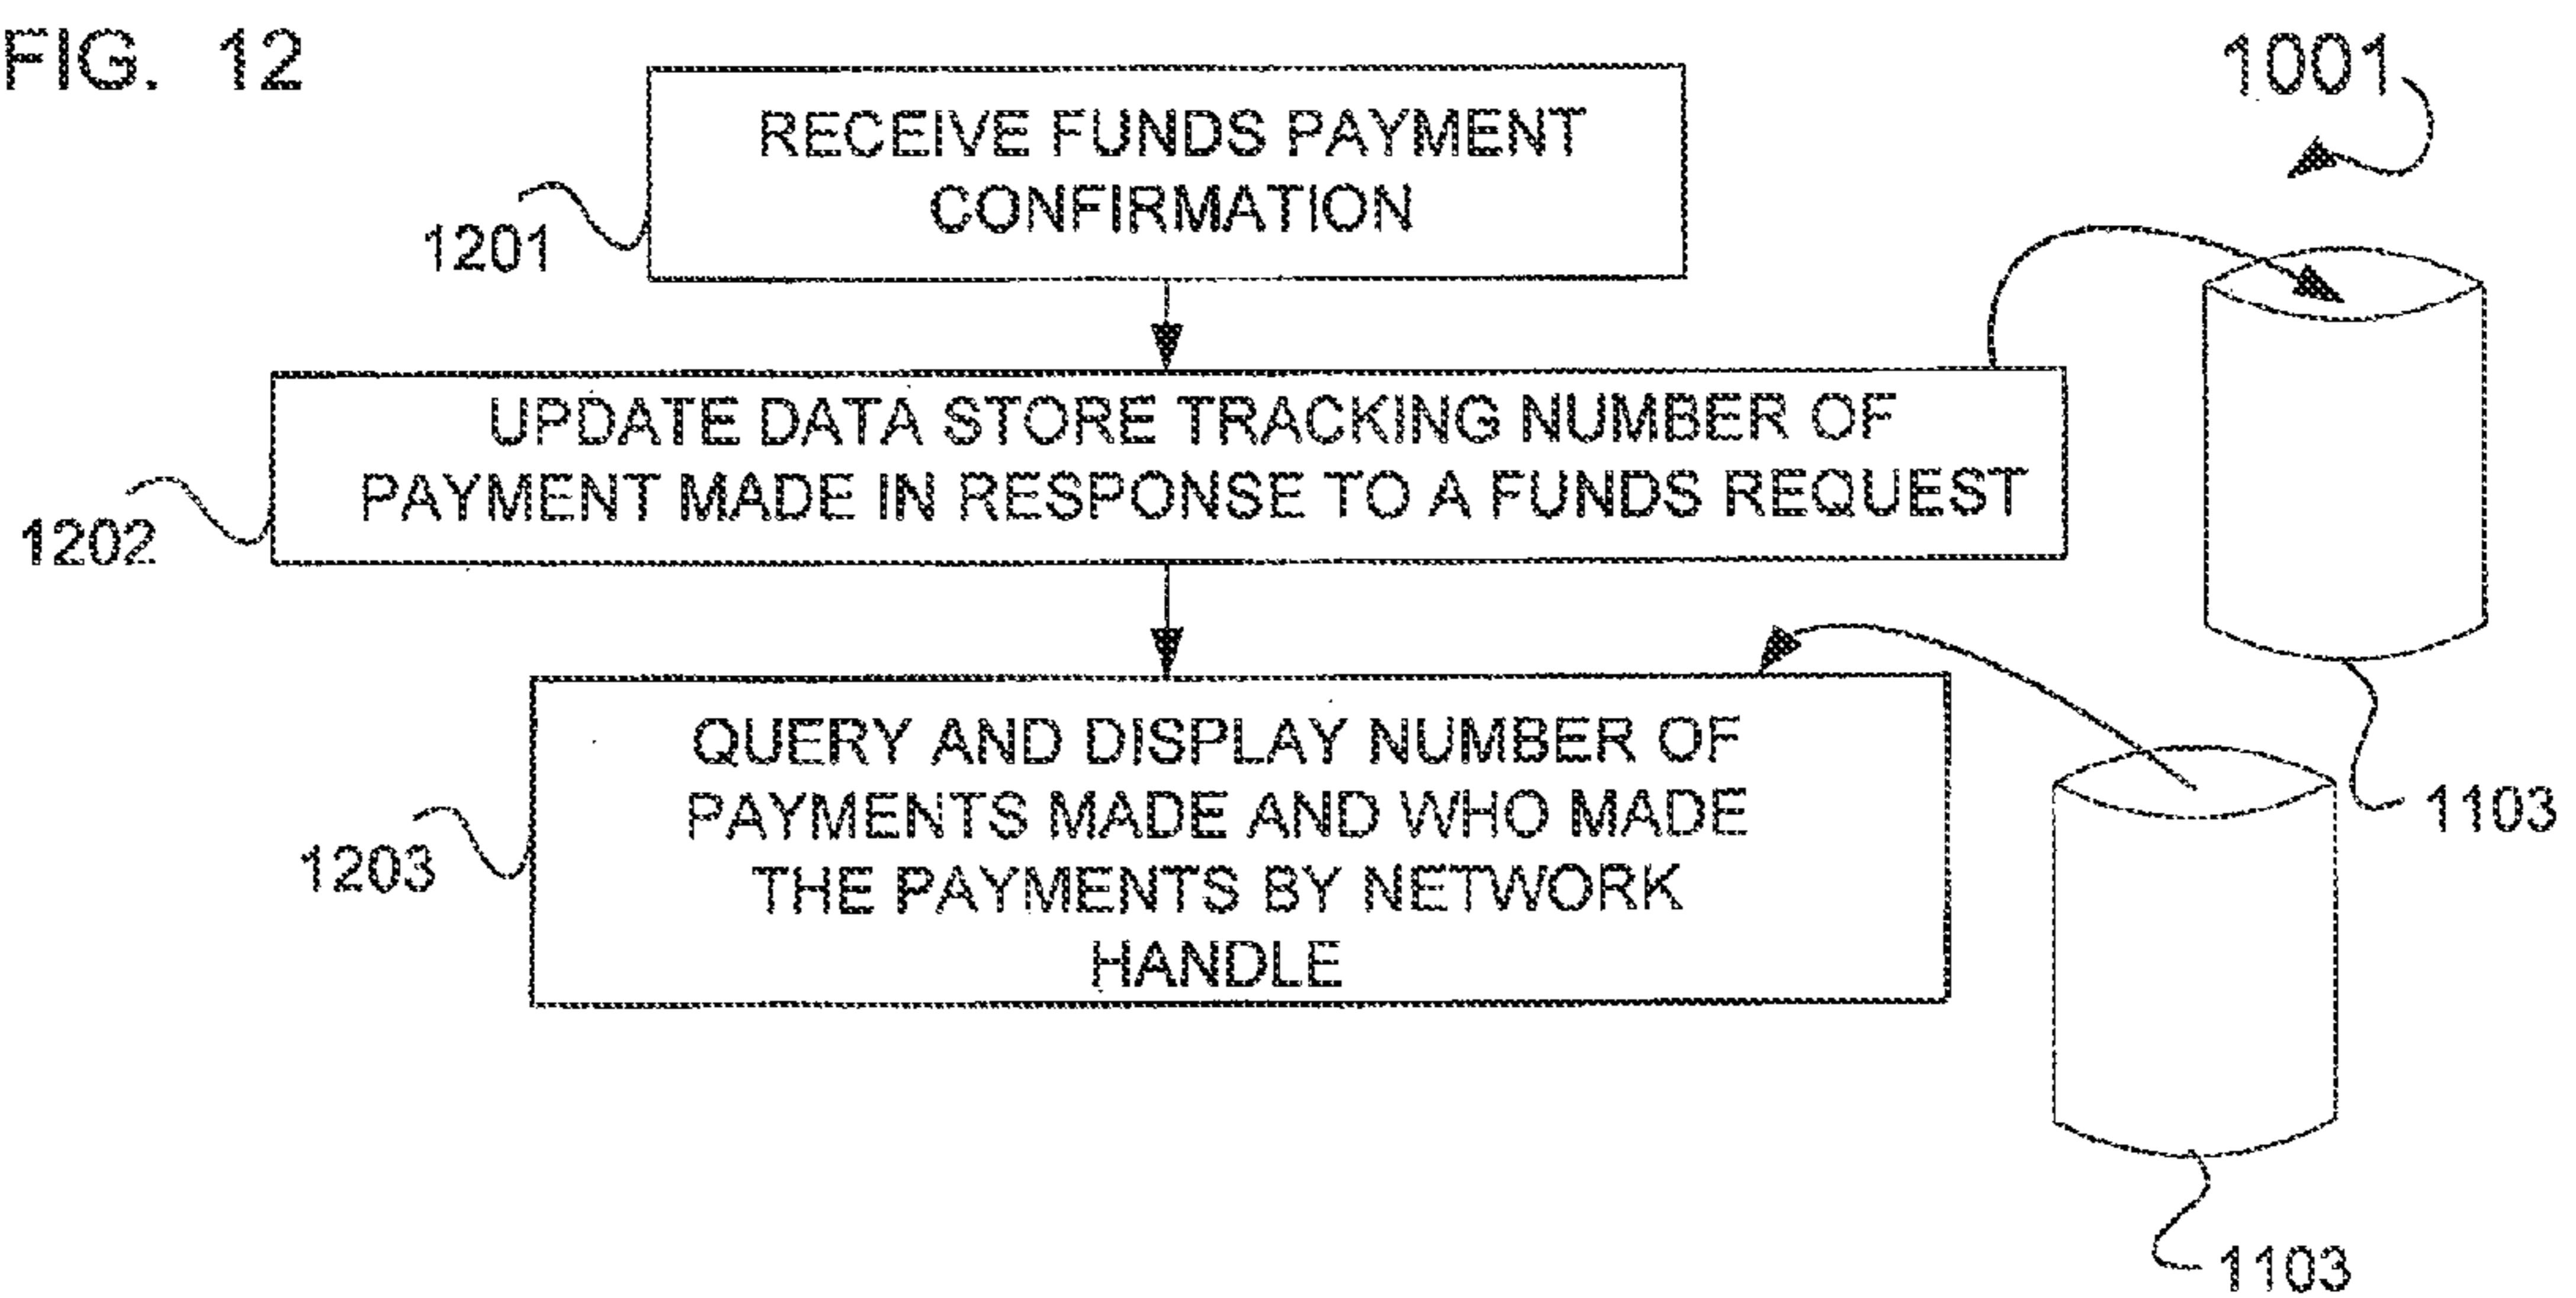 FIG. 12
1001
RECEIVE FUNDS PAYMENT
CONFIRMATION
1201
UPDATE DATA STORE TRACKING NUMBER OF
PAYMENT MADE IN RESPONSE TO A FUNDS REQUEST
1202
QUERY AND DISPLAY NUMBER OF
PAYMENTS MADE AND WHO MADE
THE PAYMENTS BY NETWORK
HANDLE
1203
1103
1103